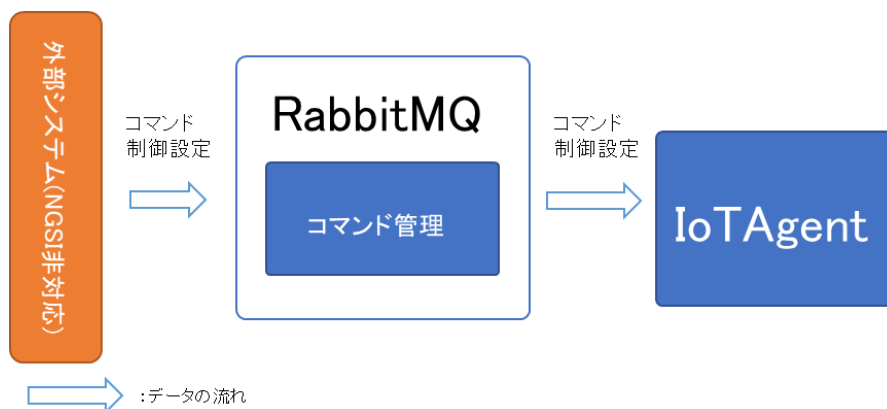 外部システム(NGSI非対応)
コマンド
制御設定
RabbitMQ
コマンド管理
コマンド
制御設定
IoTAgent
:データの流れ